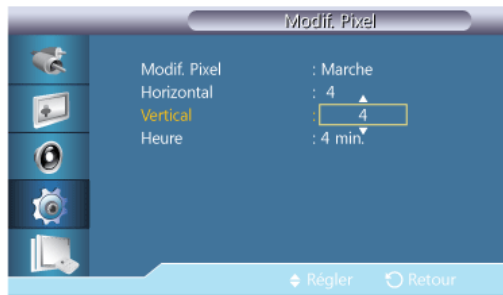 Modif. Pixel
Modif. Pixel : Marche
Horizontal : 4
Vertical : 4
Heure : 4 min.
Régler Retour